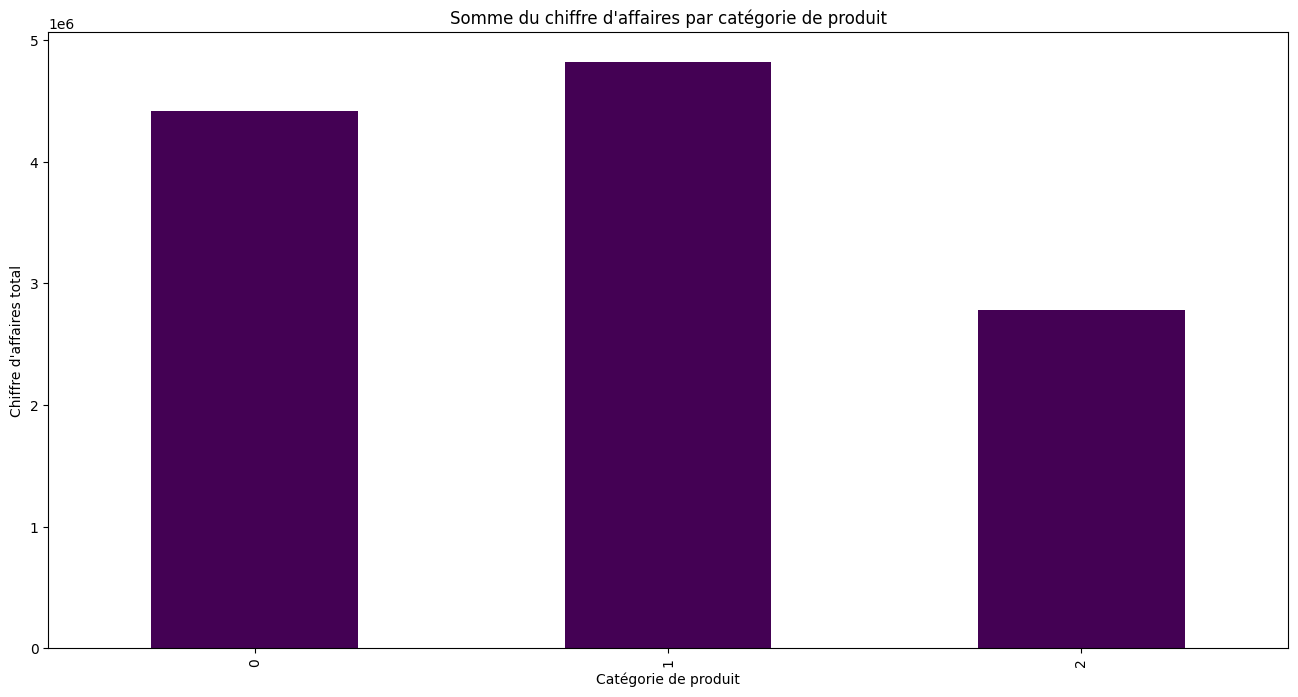 Somme du chiffre d'affaires par catégorie de produit
1e6
5
4
3
2
1
0
Chiffre d'affaires total
0
1
2
Catégorie de produit